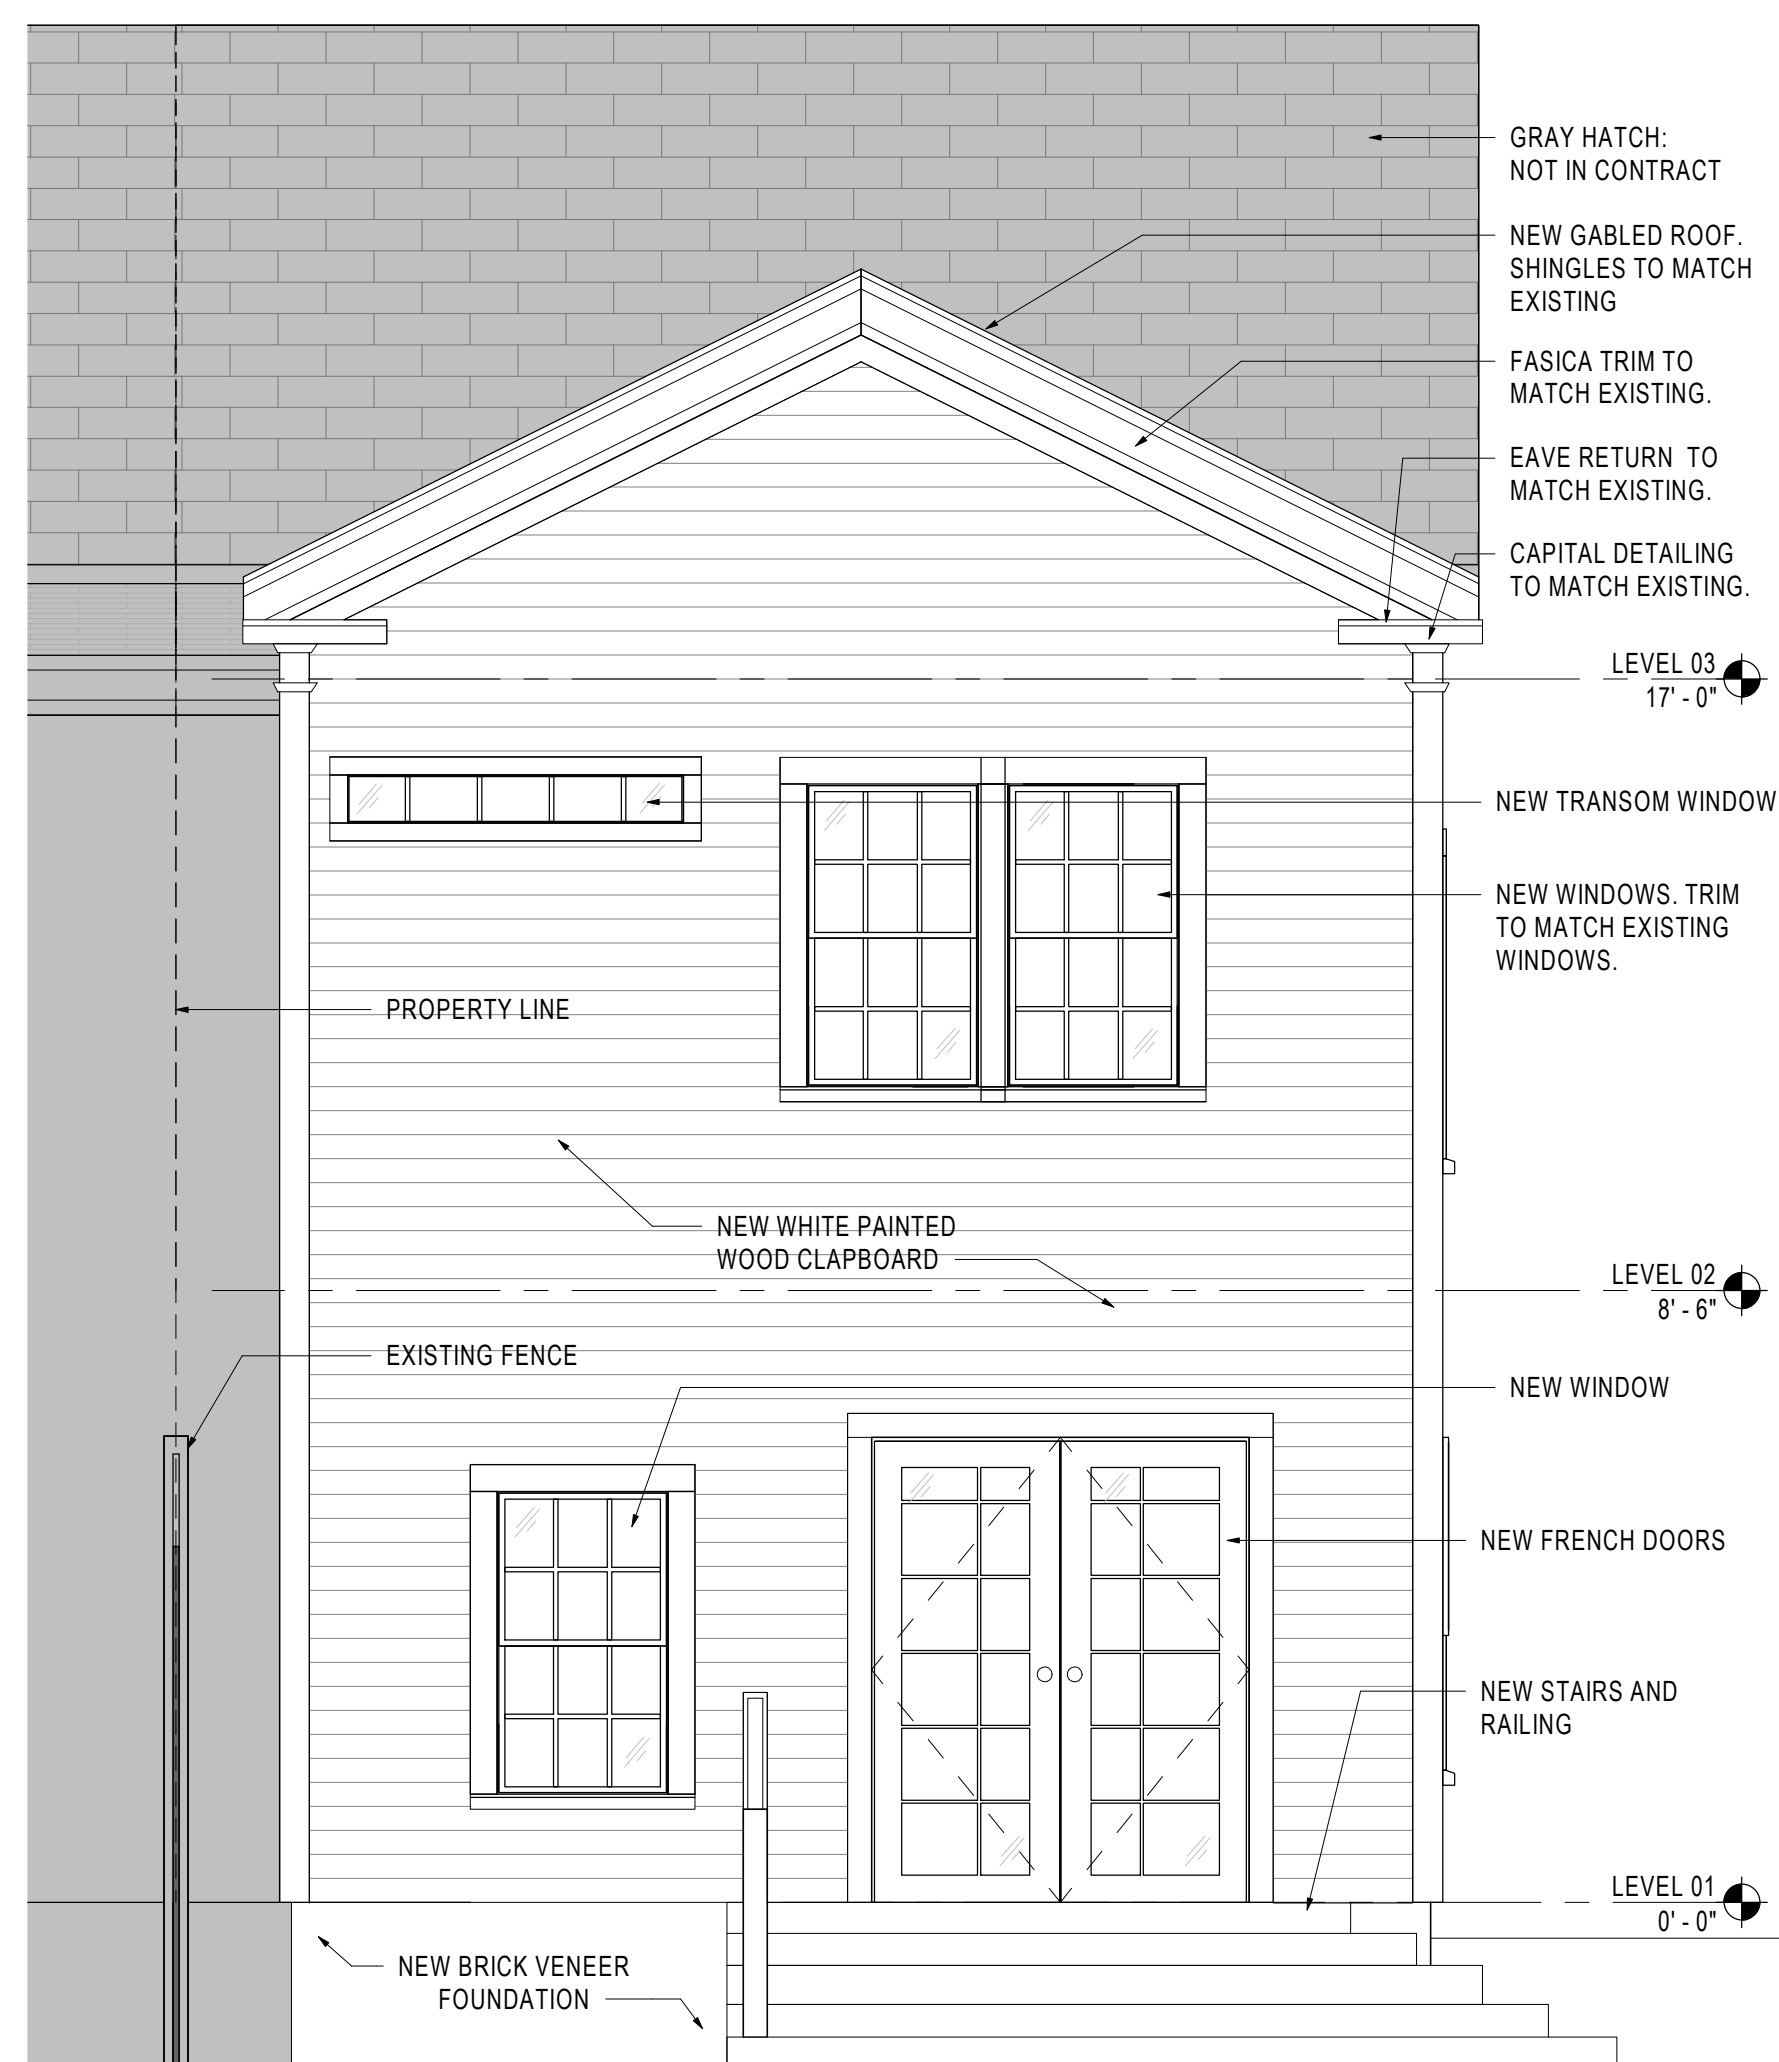 GRAY HATCH:
NOT IN CONTRACT
NEW GABLED ROOF.
SHINGLES TO MATCH
EXISTING
FASICA TRIM TO
MATCH EXISTING.
EAVE RETURN TO
MATCH EXISTING.
CAPITAL DETAILING
TO MATCH EXISTING.
LEVEL 03
17' - 0"
NEW TRANSOM WINDOW
NEW WINDOWS. TRIM
TO MATCH EXISTING
WINDOWS.
PROPERTY LINE
NEW WHITE PAINTED
WOOD CLAPBOARD
LEVEL 02
8' - 6"
EXISTING FENCE
NEW WINDOW
NEW FRENCH DOORS
NEW STAIRS AND
RAILING
LEVEL 01
0' - 0"
NEW BRICK VENEER
FOUNDATION